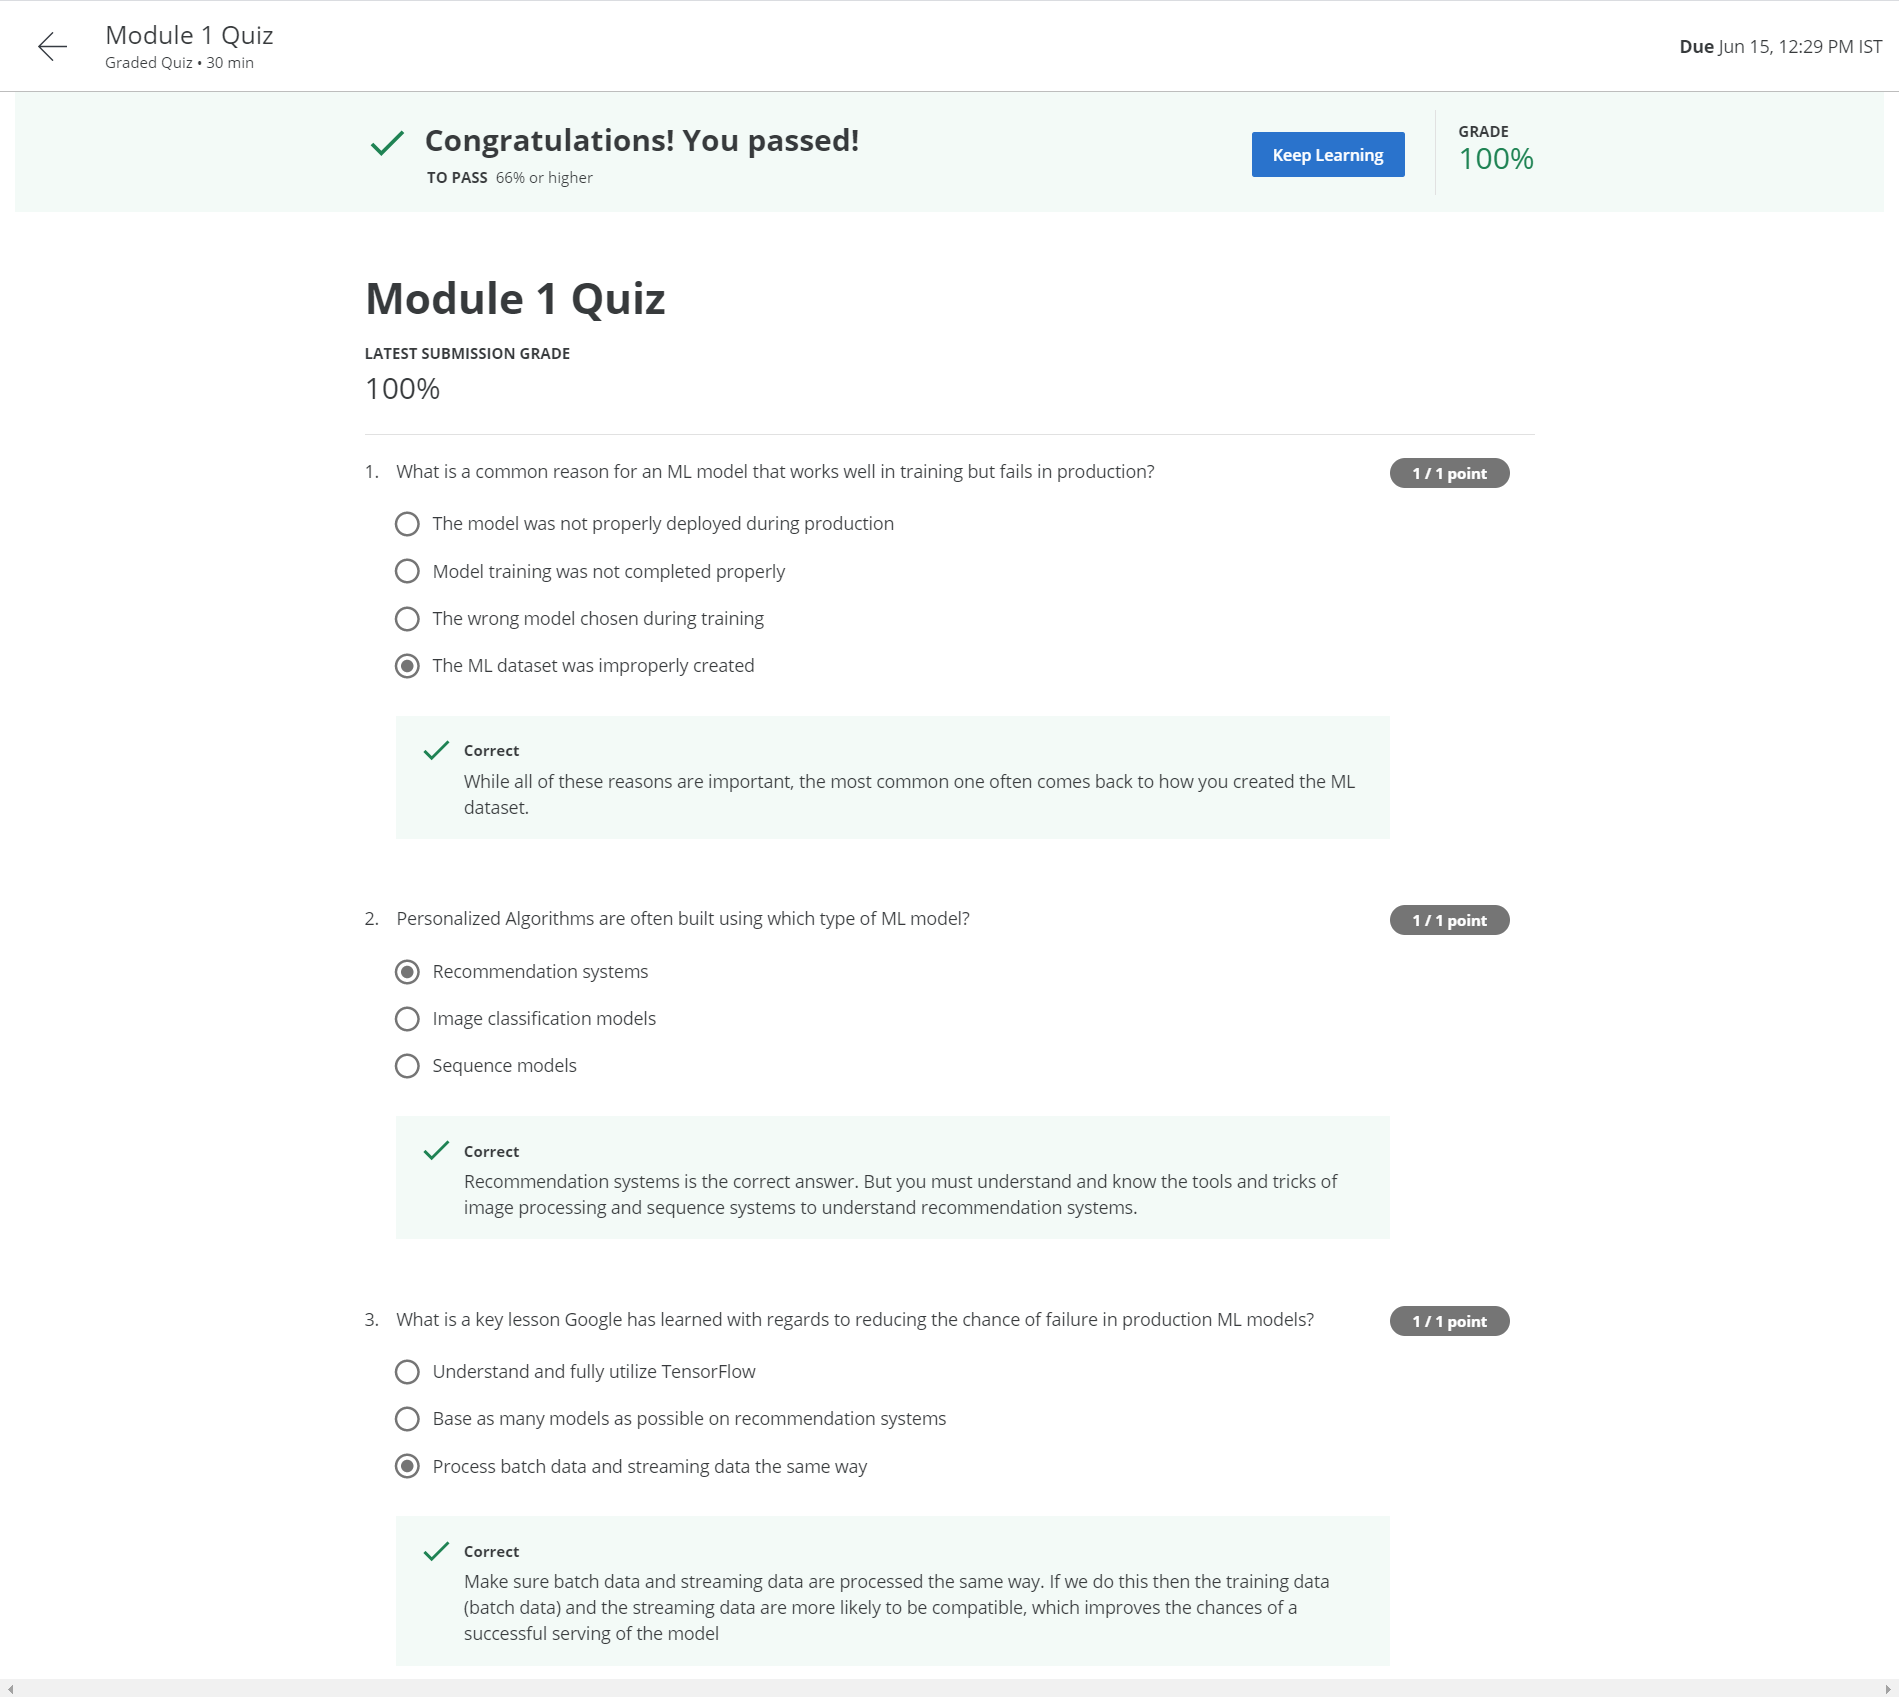 Module 1 Quiz
Graded Quiz • 30 min
Due Jun 15, 12:29 PM IST
Congratulations! You passed!
TO PASS 66% or higher
Keep Learning
GRADE
100%
Module 1 Quiz
LATEST SUBMISSION GRADE
100%
1. What is a common reason for an ML model that works well in training but fails in production?
1 / 1 point
The model was not properly deployed during production
Model training was not completed properly
The wrong model chosen during training
The ML dataset was improperly created
Correct
While all of these reasons are important, the most common one often comes back to how you created the ML
dataset.
2. Personalized Algorithms are often built using which type of ML model?
1 / 1 point
Recommendation systems
Image classification models
Sequence models
Correct
Recommendation systems is the correct answer. But you must understand and know the tools and tricks of
image processing and sequence systems to understand recommendation systems.
3. What is a key lesson Google has learned with regards to reducing the chance of failure in production ML models?
1 / 1 point
Understand and fully utilize TensorFlow
Base as many models as possible on recommendation systems
Process batch data and streaming data the same way
Correct
Make sure batch data and streaming data are processed the same way. If we do this then the training data
(batch data) and the streaming data are more likely to be compatible, which improves the chances of a
successful serving of the model